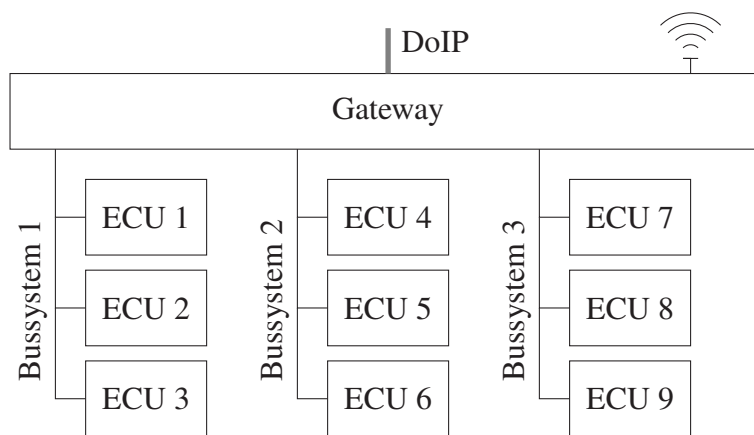 DoIP
Gateway
Bussystem 1
ECU 1
ECU 2
ECU 3
Bussystem 2
ECU 4
ECU 5
ECU 6
Bussystem 3
ECU 7
ECU 8
ECU 9